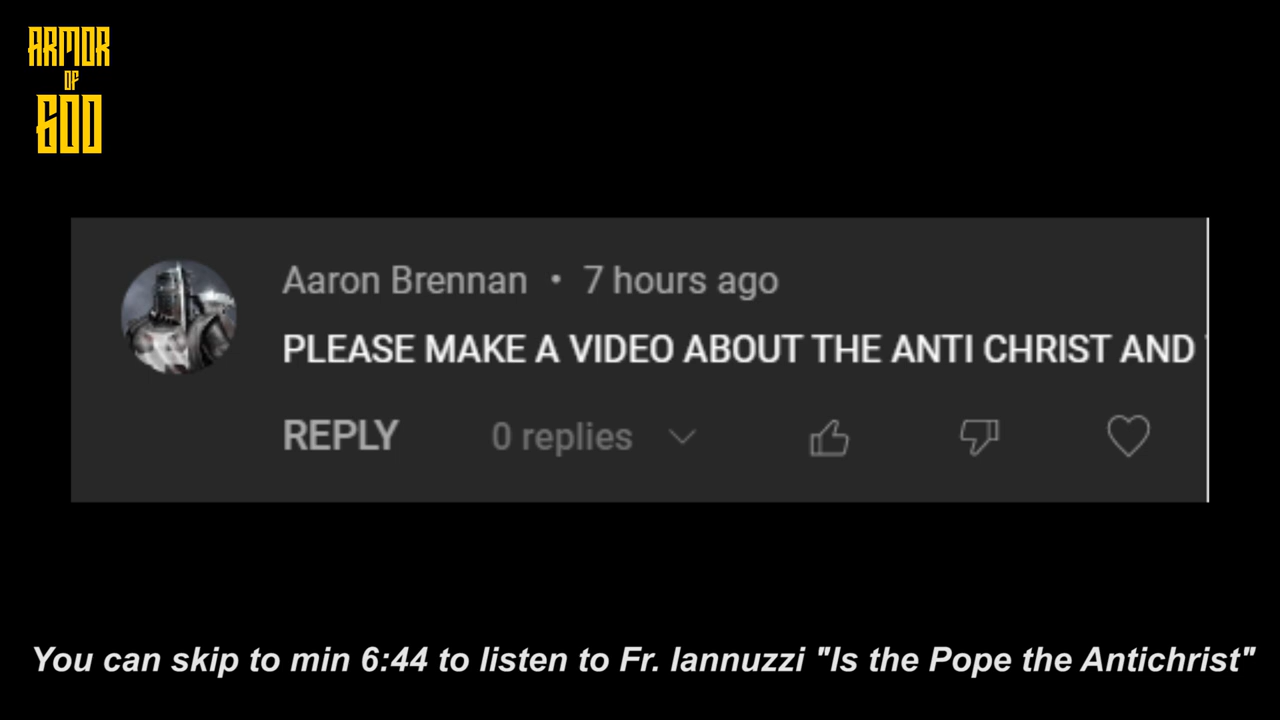 ARMOR
OF
GOD
Aaron Brennan • 7 hours ago
PLEASE MAKE A VIDEO ABOUT THE ANTI CHRIST AND
REPLY 0 replies
You can skip to min 6:44 to listen to Fr. Iannuzzi "Is the Pope the Antichrist"